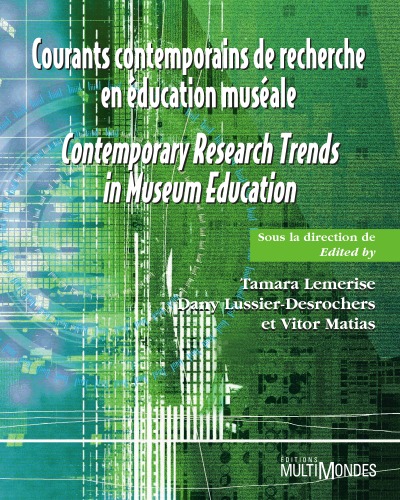 Courants contemporains de recherche
en éducation muséale
Contemporary Research Trends
in Museum Education
Sous la direction de
Edited by
Tamara Lemerise
Dany Lussier-Desrochers
et Vitor Matias
ÉDITIONS
MULTIMONDES